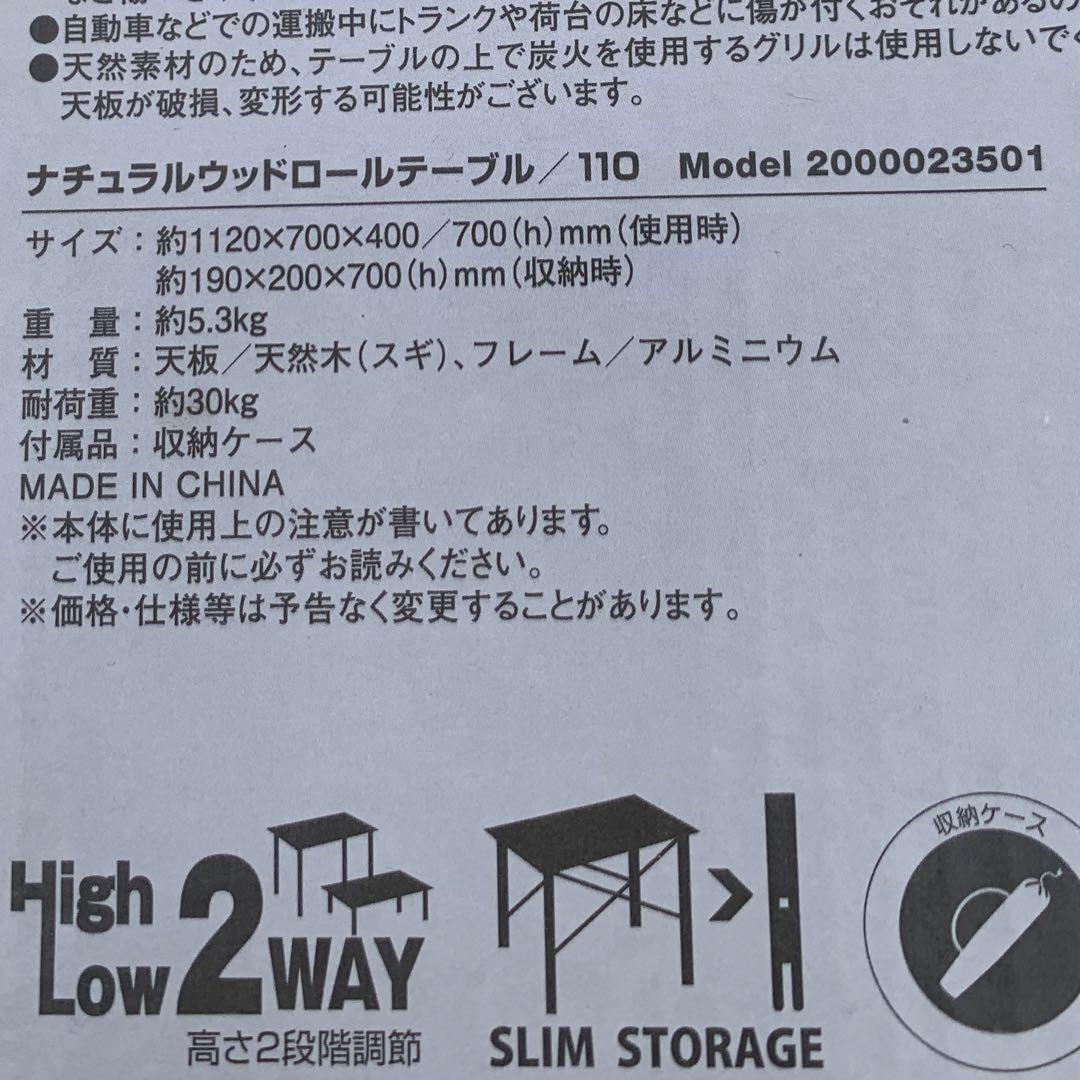 ●自動車などでの運搬中にトランクや荷台の床などに傷が付くおそれがあるの
●天然素材のため、テーブルの上で炭火を使用するグリルは使用しないで
天板が破損、変形する可能性がございます。
ナチュラルウッドロールテーブル／110 Model 2000023501
サイズ：約1120×700×400／700(h)mm(使用時)
約190×200×700(h)mm(収納時)
重 量：約5.3kg
材 質：天板／天然木(スギ)、フレーム／アルミニウム
耐荷重：約30kg
付属品：収納ケース
MADE IN CHINA
※本体に使用上の注意が書いてあります。
ご使用の前に必ずお読みください。
※価格・仕様等は予告なく変更することがあります。
High
Low 2WAY
高さ2段階調節
SLIM STORAGE
収納ケース